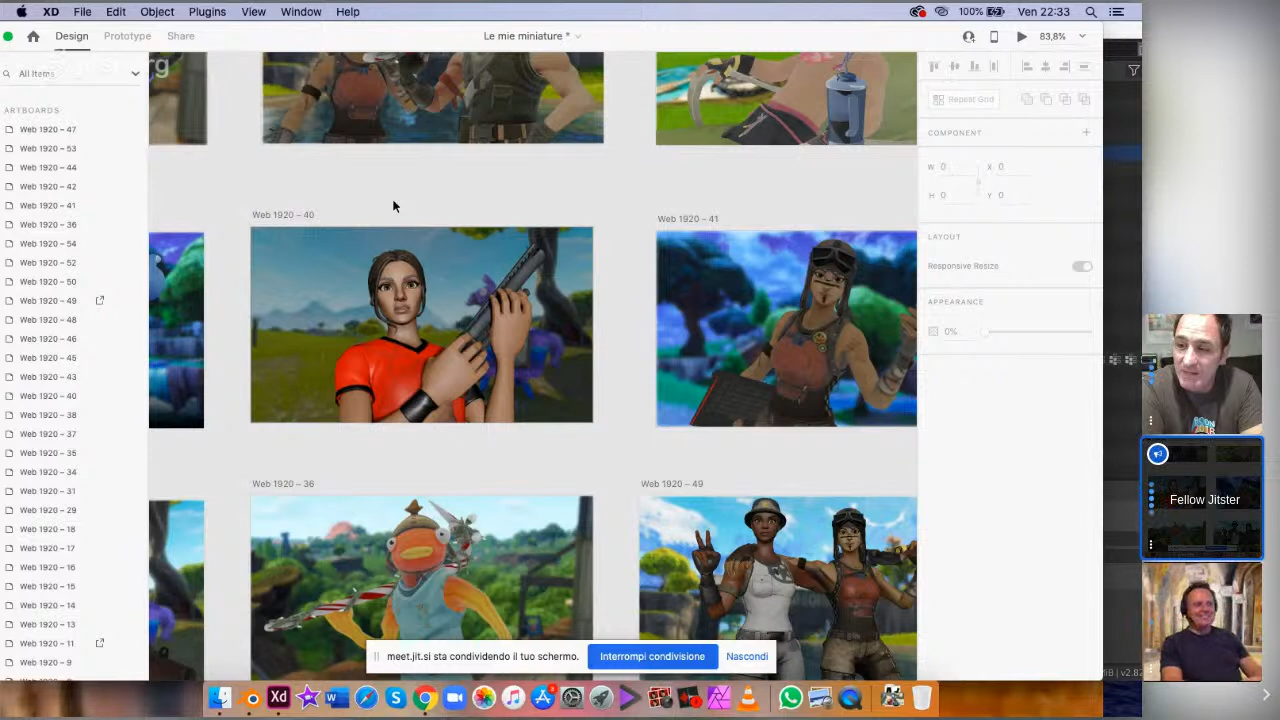 XD File Edit Object Plugins View Window Help 100% Ven 22:33
Design Prototype Share Le mie miniature * 83,8%
All Items
ARTBOARDS
Web 1920 – 47
Web 1920 – 53
Web 1920 – 44
Web 1920 – 42
Web 1920 – 41
Web 1920 – 36
Web 1920 – 54
Web 1920 – 52
Web 1920 – 50
Web 1920 – 49
Web 1920 – 48
Web 1920 – 46
Web 1920 – 45
Web 1920 – 43
Web 1920 – 40
Web 1920 – 38
Web 1920 – 37
Web 1920 – 35
Web 1920 – 34
Web 1920 – 31
Web 1920 – 29
Web 1920 – 18
Web 1920 – 17
Web 1920 – 16
Web 1920 – 15
Web 1920 – 14
Web 1920 – 13
Web 1920 – 11
Web 1920 – 9
Web 1920 – 40
Web 1920 – 41
Web 1920 – 36
Web 1920 – 49
Repeat Grid
COMPONENT
W 0 X 0
H 0 Y 0
LAYOUT
Responsive Resize
APPEARANCE
0%
Fellow Jitster
meet.jit.si sta condividendo il tuo schermo. Interrompi condivisione Nascondi
Xd
v2.82